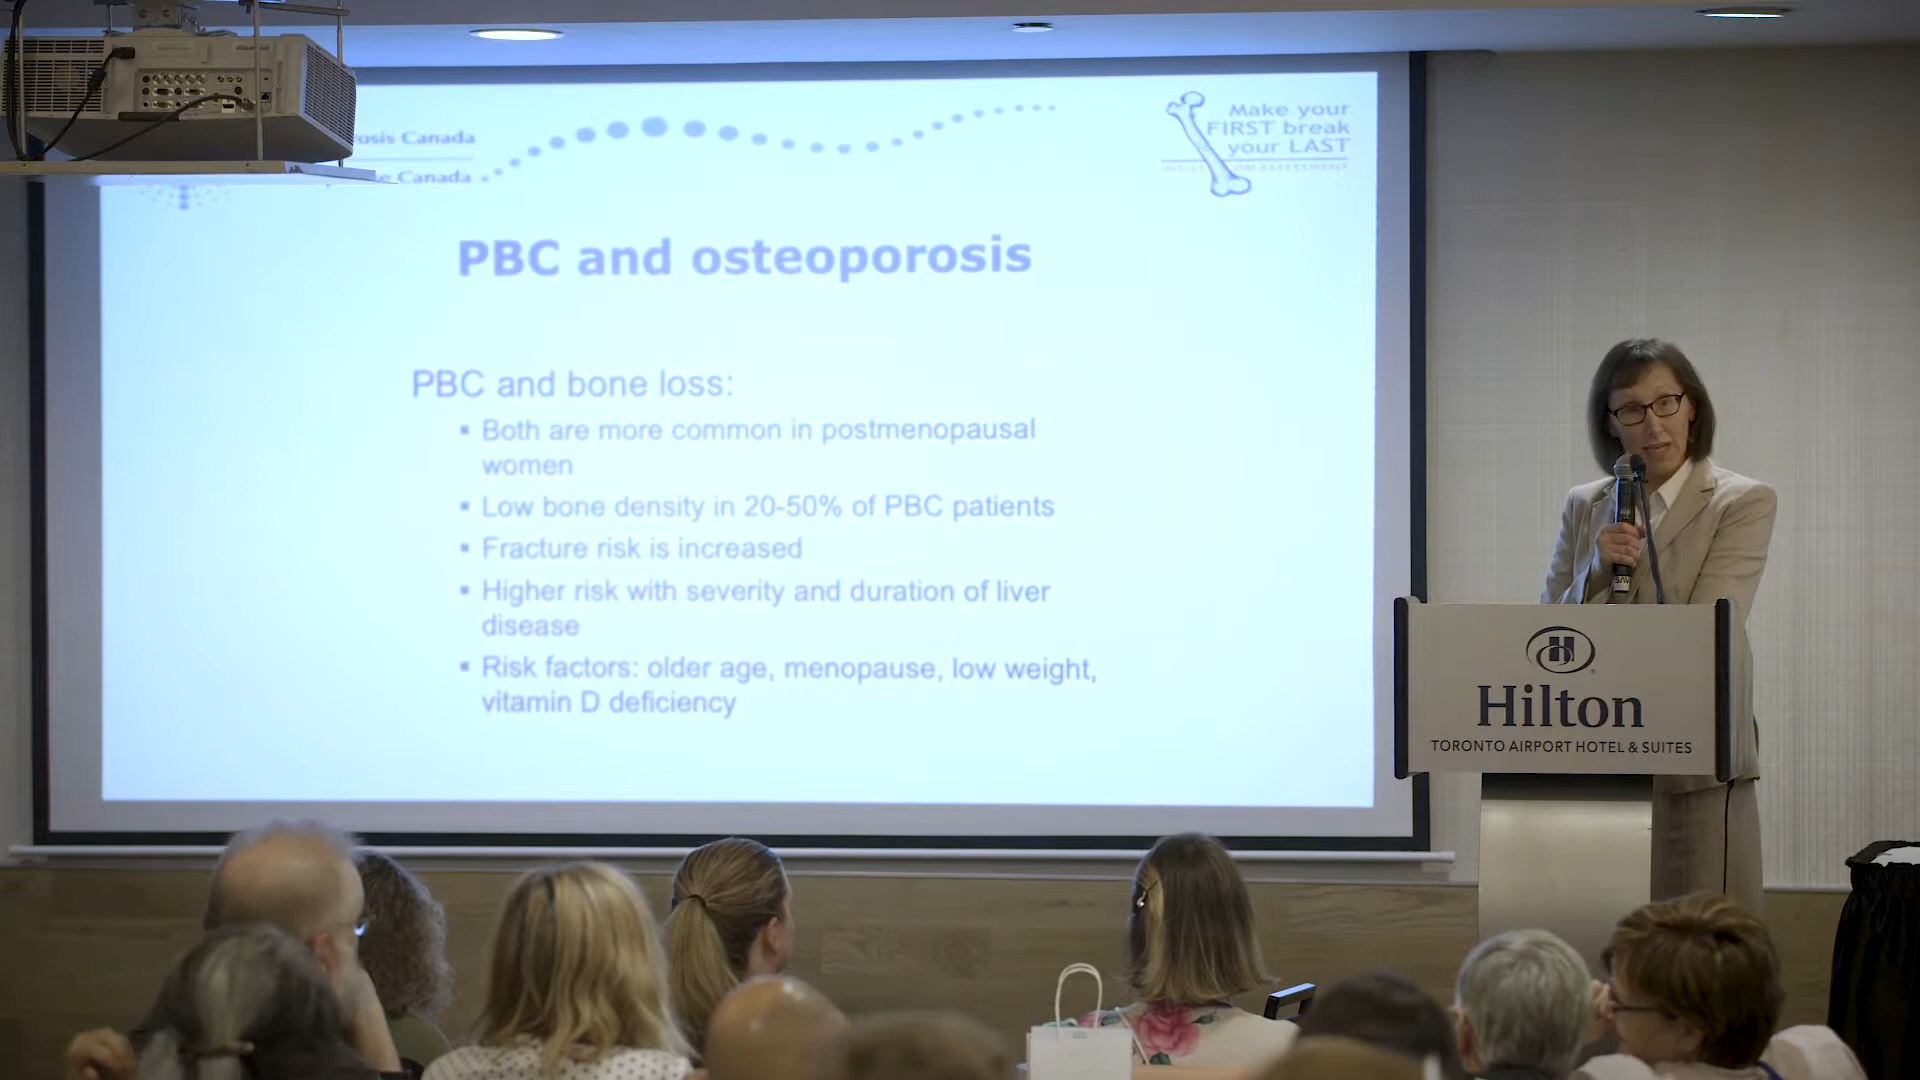 osis Canada
e Canada
Make your
FIRST break
your LAST
PBC and osteoporosis
PBC and bone loss:
▪ Both are more common in postmenopausal
women
▪ Low bone density in 20-50% of PBC patients
▪ Fracture risk is increased
▪ Higher risk with severity and duration of liver
disease
▪ Risk factors: older age, menopause, low weight,
vitamin D deficiency
Hilton
TORONTO AIRPORT HOTEL & SUITES